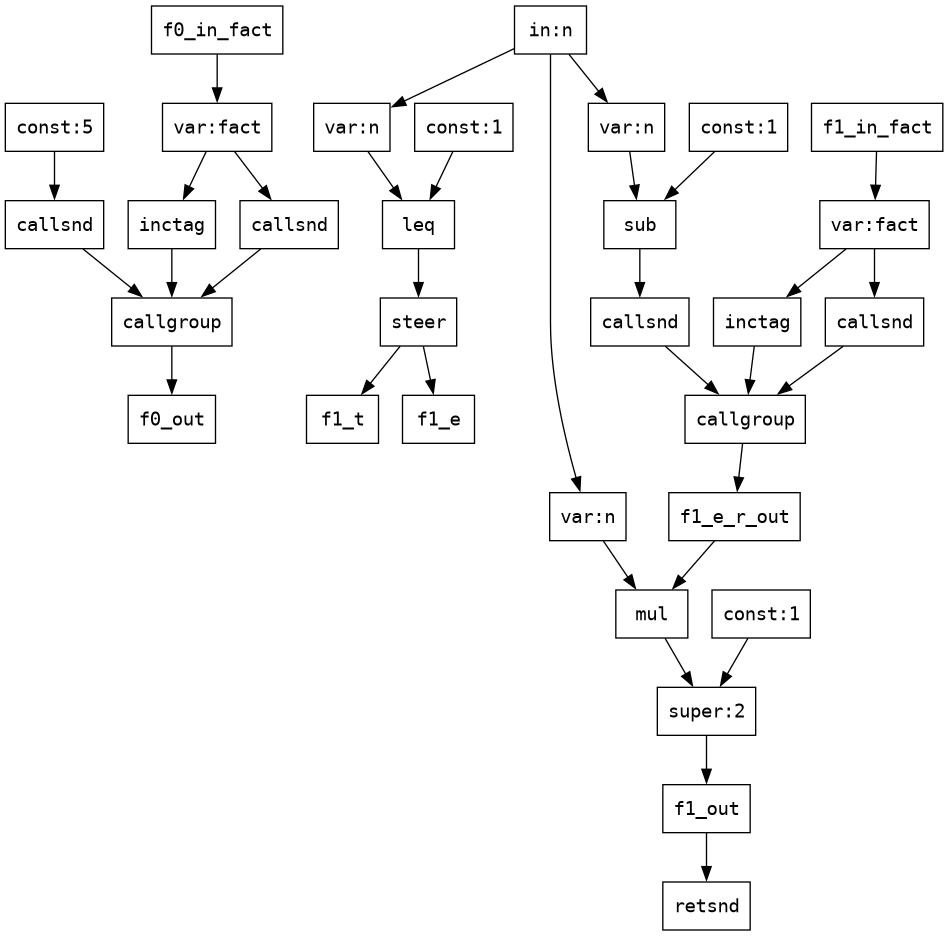 f0_in_fact
in:n
const:5
var:fact
var:n
const:1
var:n
const:1
f1_in_fact
callsnd
inctag
callsnd
leq
sub
var:fact
callgroup
steer
callsnd
inctag
callsnd
f0_out
f1_t
f1_e
callgroup
var:n
f1_e_r_out
mul
const:1
super:2
f1_out
retsnd